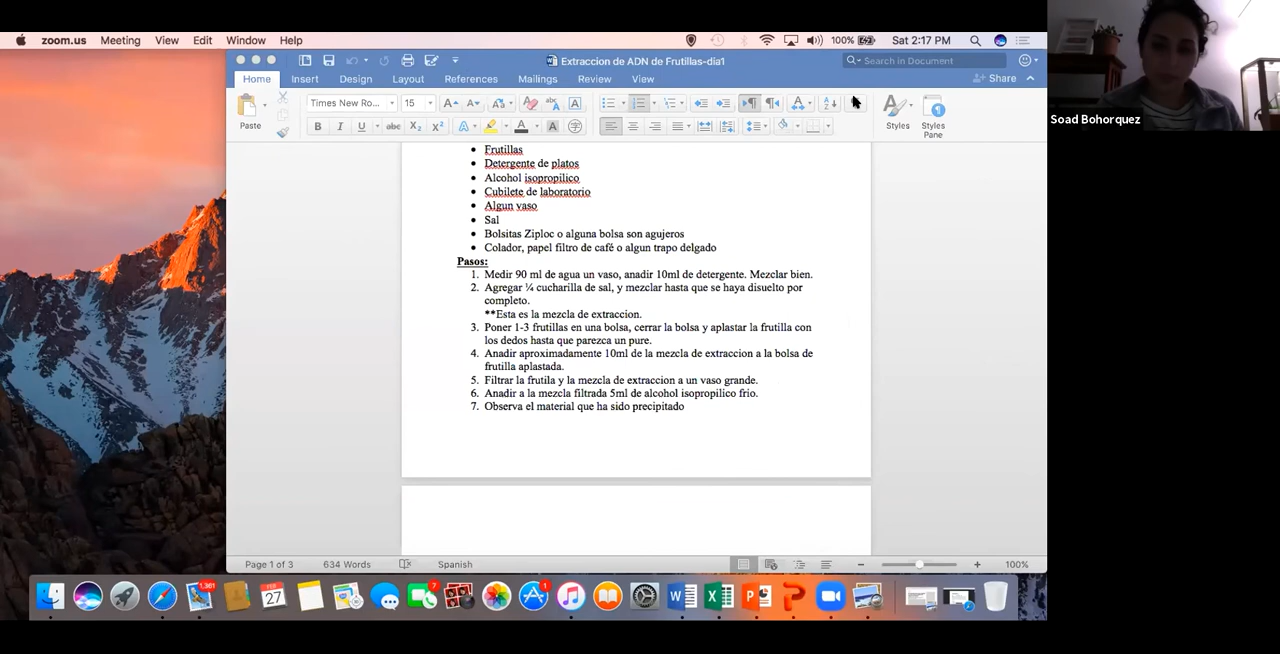 zoom.us Meeting View Edit Window Help
100% Sat 2:17 PM
Extraccion de ADN de Frutillas-dia1
Search in Document
Home Insert Design Layout References Mailings Review View
Share
Paste
Times New Ro... 15
Styles
Styles Pane
Frutillas
Detergente de platos
Alcohol isopropilico
Cubilete de laboratorio
Algun vaso
Sal
Bolsitas Ziploc o alguna bolsa son agujeros
Colador, papel filtro de café o algun trapo delgado
Pasos:
1. Medir 90 ml de agua un vaso, anadir 10ml de detergente. Mezclar bien.
2. Agregar ¼ cucharilla de sal, y mezclar hasta que se haya disuelto por
completo.
**Esta es la mezcla de extraccion.
3. Poner 1-3 frutillas en una bolsa, cerrar la bolsa y aplastar la frutilla con
los dedos hasta que parezca un pure.
4. Anadir aproximadamente 10ml de la mezcla de extraccion a la bolsa de
frutilla aplastada.
5. Filtrar la frutila y la mezcla de extraccion a un vaso grande.
6. Anadir a la mezcla filtrada 5ml de alcohol isopropilico frio.
7. Observa el material que ha sido precipitado
Page 1 of 3 634 Words Spanish 100%
Soad Bohorquez
1,361
FEB
27
7
1